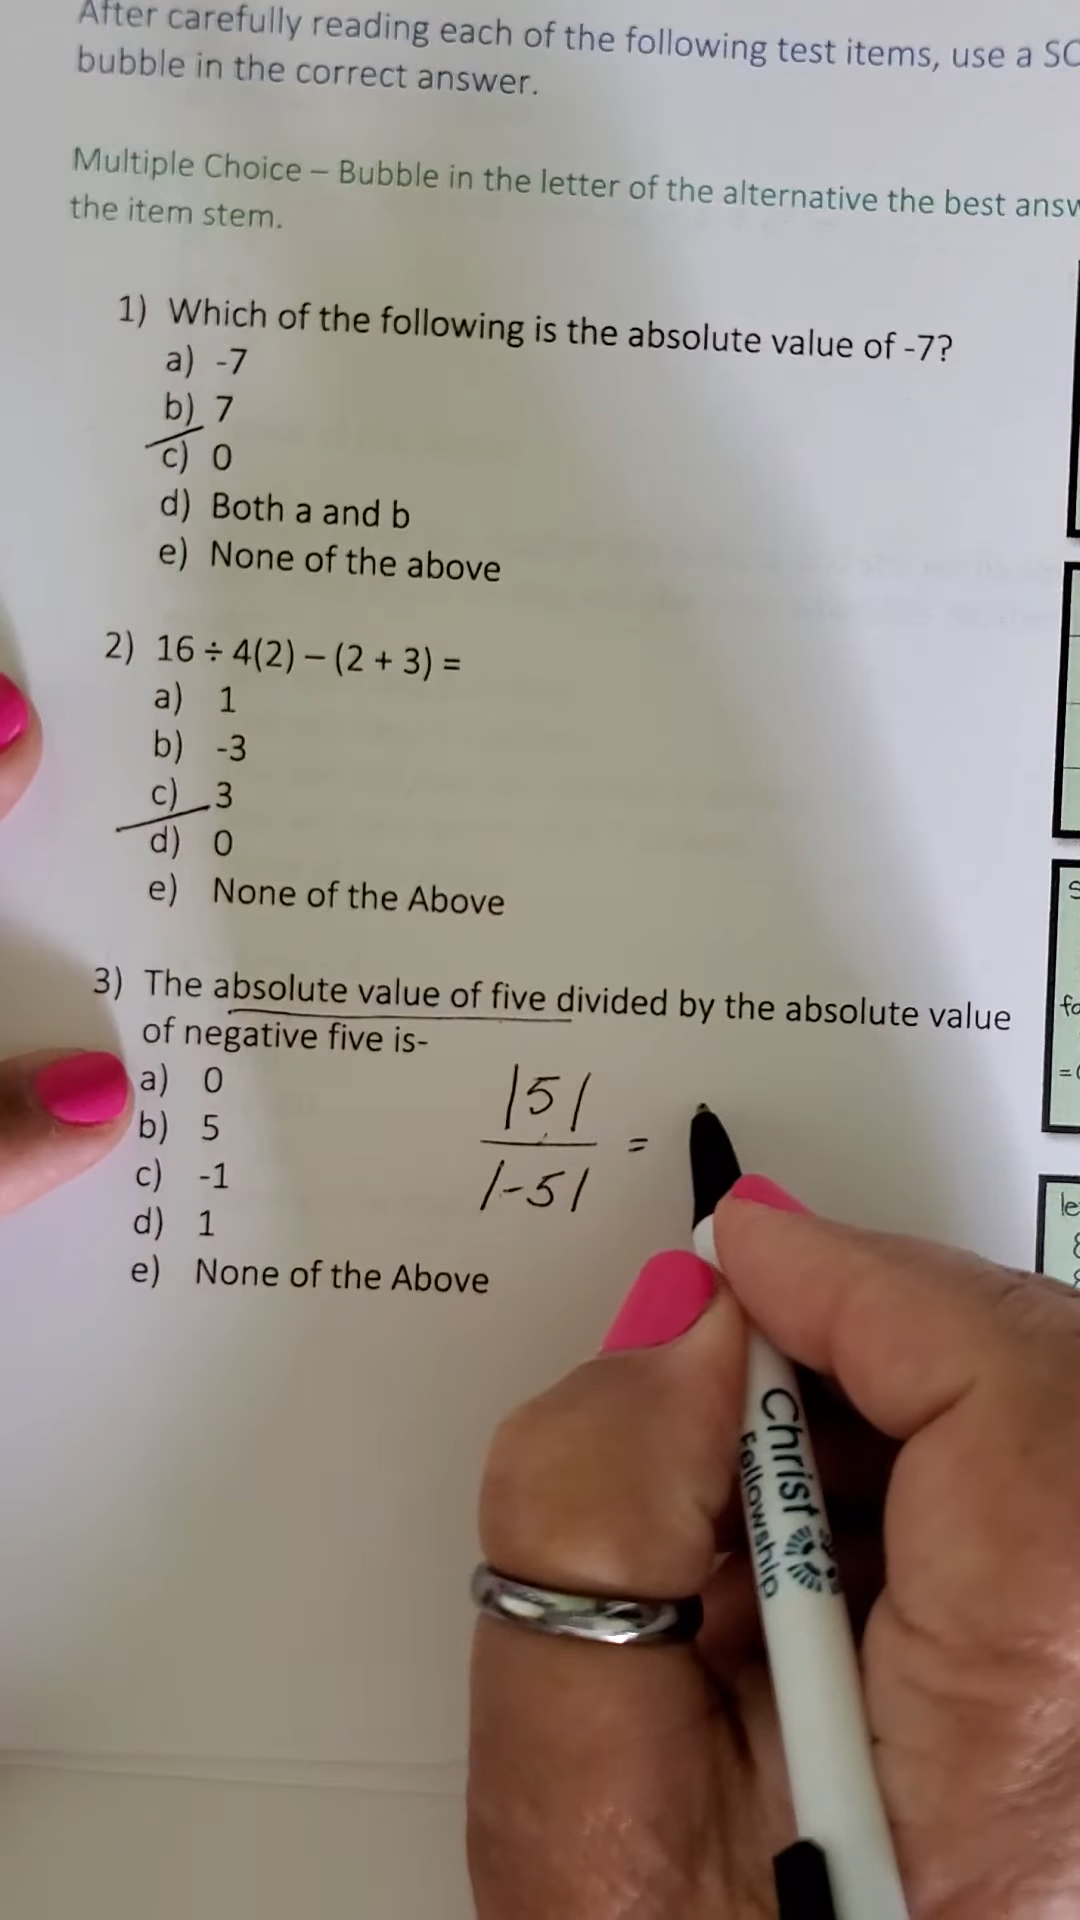 After carefully reading each of the following test items, use a SC
bubble in the correct answer.
Multiple Choice – Bubble in the letter of the alternative the best answ
the item stem.
1) Which of the following is the absolute value of -7?
a) -7
b) 7
c) 0
d) Both a and b
e) None of the above
2) 16 ÷ 4(2) – (2 + 3) =
a) 1
b) -3
c) 3
d) 0
e) None of the Above
3) The absolute value of five divided by the absolute value
of negative five is-
a) 0
b) 5
c) -1
d) 1
e) None of the Above
|5|
|-5|
=
Christ
Fellowship
S
fo
=
le